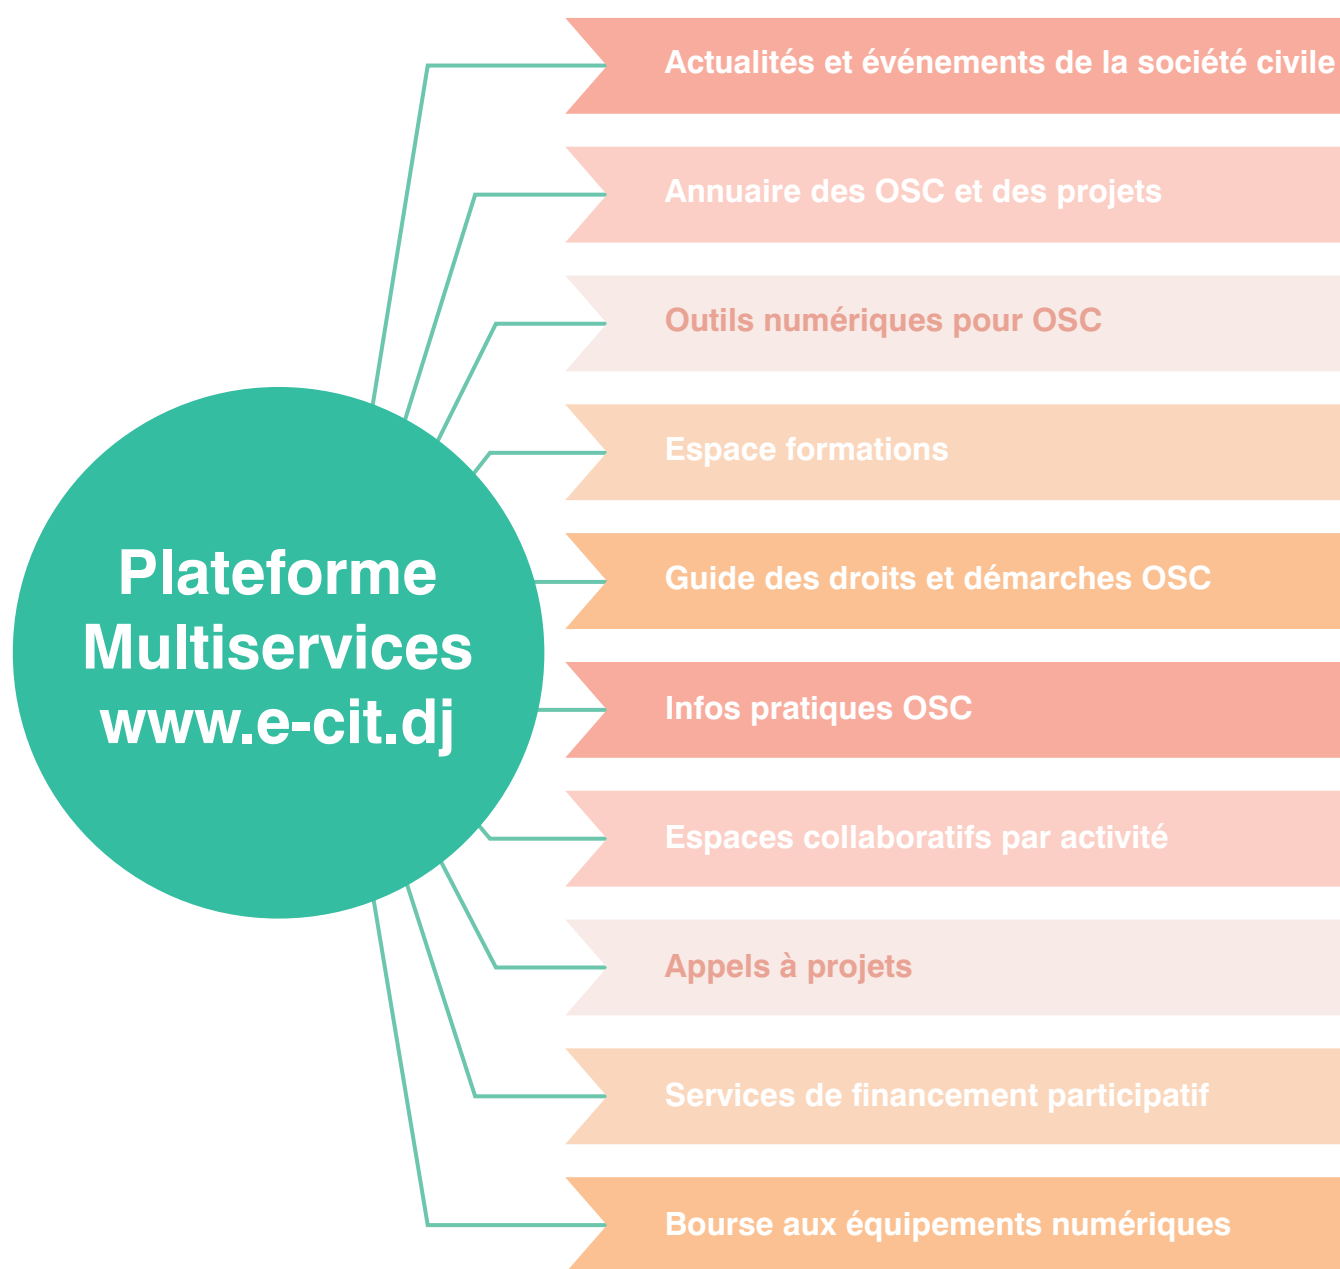 Plateforme
Multiservices
www.e-cit.dj
Actualités et événements de la société civile
Annuaire des OSC et des projets
Outils numériques pour OSC
Espace formations
Guide des droits et démarches OSC
Infos pratiques OSC
Espaces collaboratifs par activité
Appels à projets
Services de financement participatif
Bourse aux équipements numériques